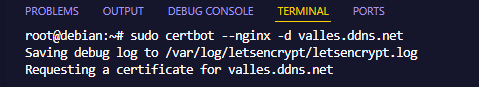 PROBLEMS OUTPUT DEBUG CONSOLE TERMINAL PORTS
root@debian:~# sudo certbot --nginx -d valles.ddns.net
Saving debug log to /var/log/letsencrypt/letsencrypt.log
Requesting a certificate for valles.ddns.net